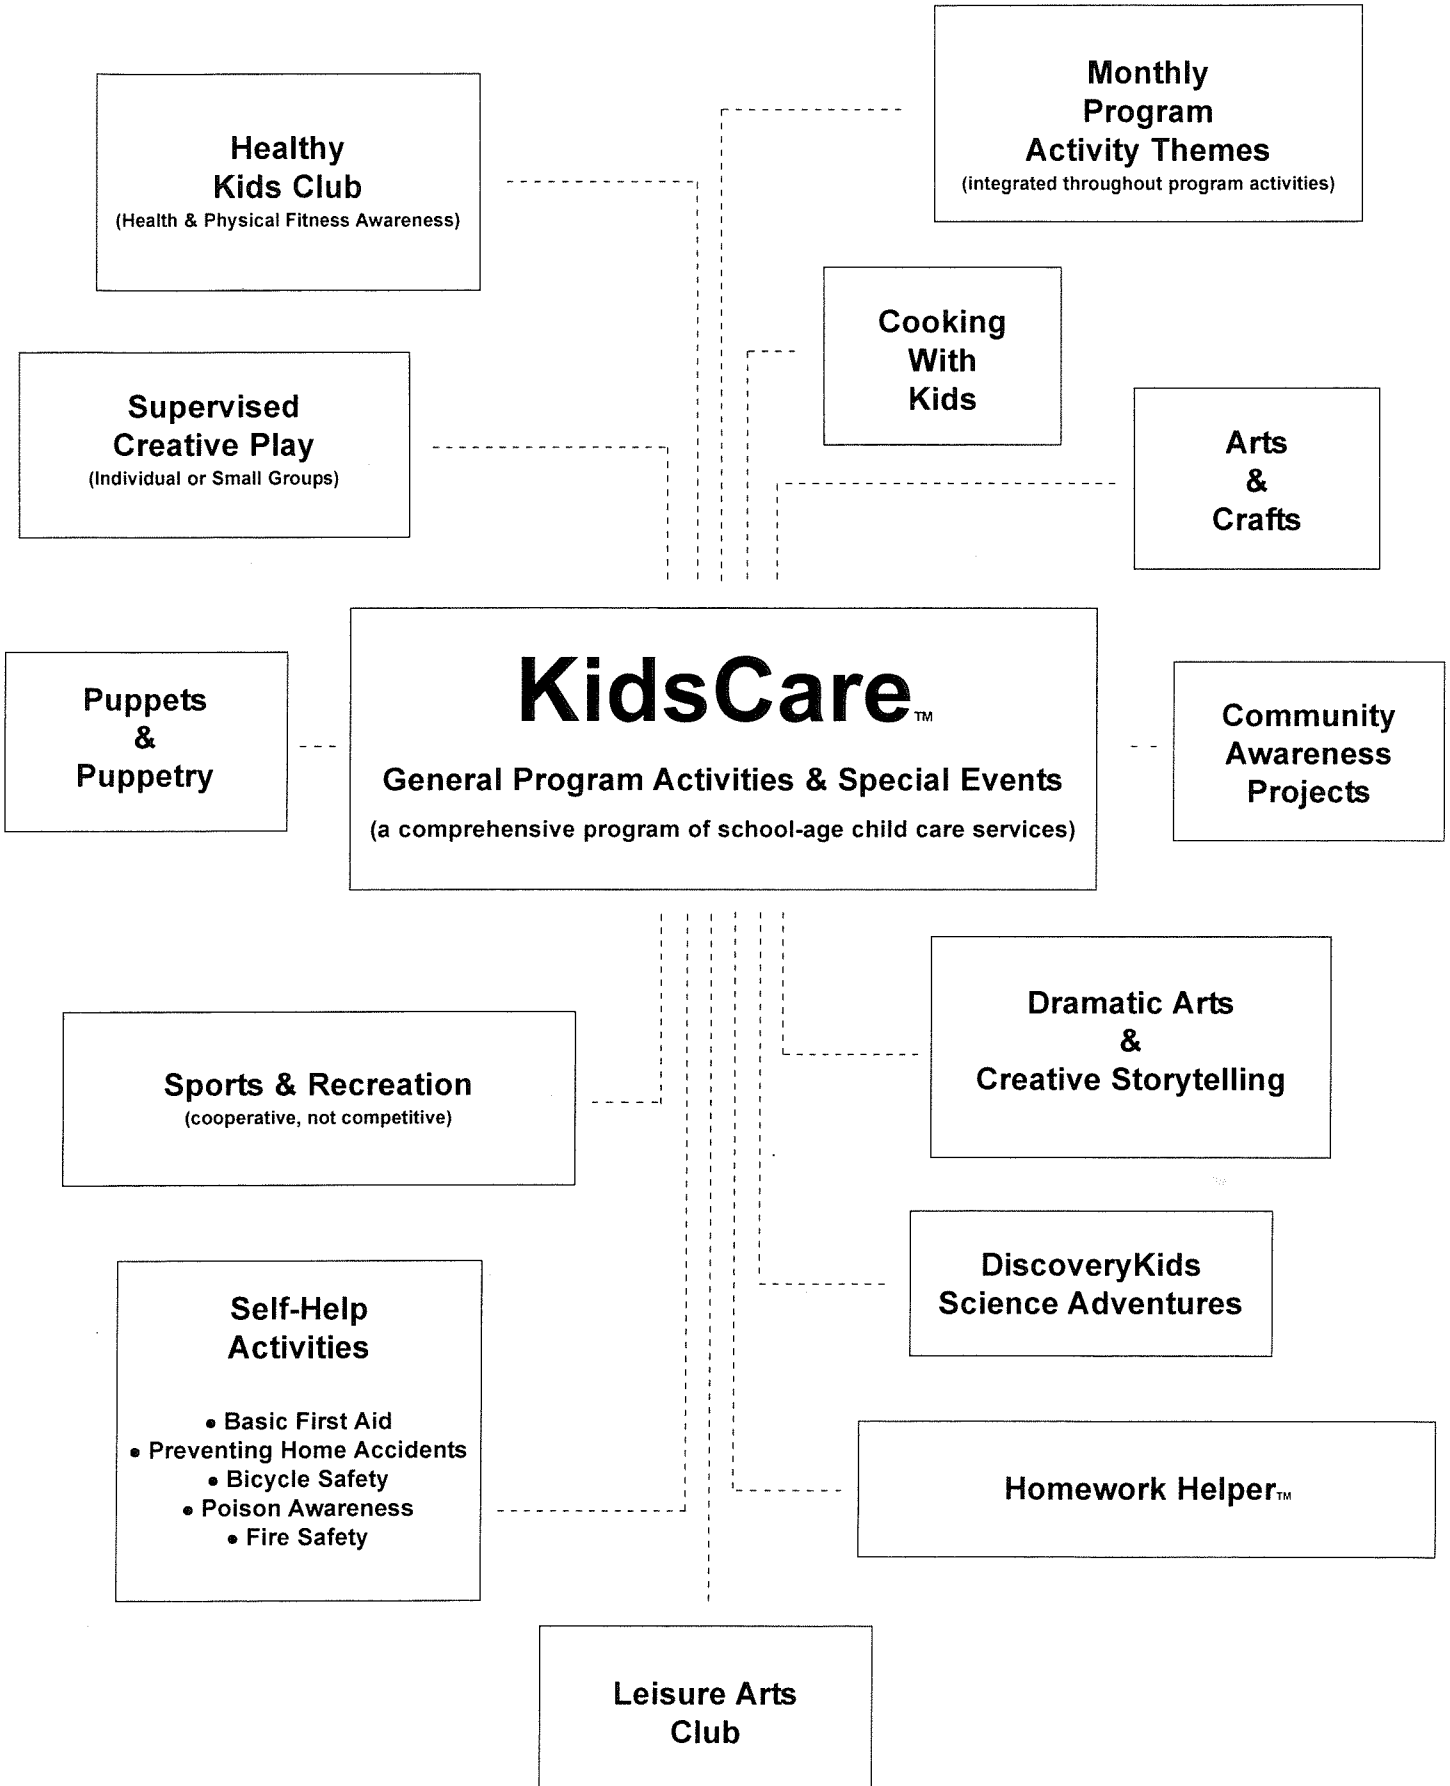 Monthly
Program
Activity Themes
(integrated throughout program activities)
Healthy
Kids Club
(Health & Physical Fitness Awareness)
Cooking
With
Kids
Supervised
Creative Play
(Individual or Small Groups)
Arts
&
Crafts
KidsCare™
General Program Activities & Special Events
(a comprehensive program of school-age child care services)
Puppets
&
Puppetry
Community
Awareness
Projects
Dramatic Arts
&
Creative Storytelling
Sports & Recreation
(cooperative, not competitive)
DiscoveryKids
Science Adventures
Self-Help
Activities
• Basic First Aid
• Preventing Home Accidents
• Bicycle Safety
• Poison Awareness
• Fire Safety
Homework Helper™
Leisure Arts
Club